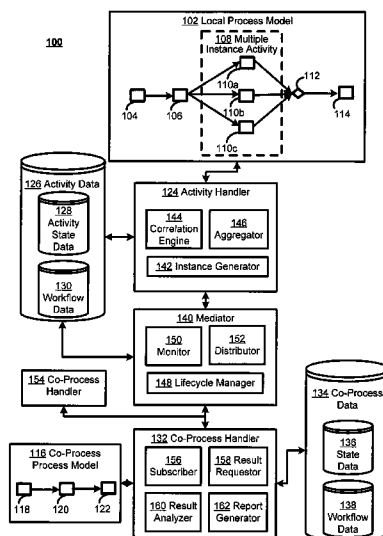 100
102 Local Process Model
108 Multiple
Instance Activity
110a
110b
110c
112
104
106
114
126 Activity Data
128
Activity
State
Data
130
Workflow
Data
124 Activity Handler
144
Correlation
Engine
146
Aggregator
142 Instance Generator
140 Mediator
150
Monitor
152
Distributor
148 Lifecycle Manager
154 Co-Process
Handler
134 Co-Process
Data
136
State
Data
138
Workflow
Data
116 Co-Process
Process Model
118
120
122
132 Co-Process Handler
156
Subscriber
158 Result
Requestor
160 Result
Analyzer
162 Report
Generator